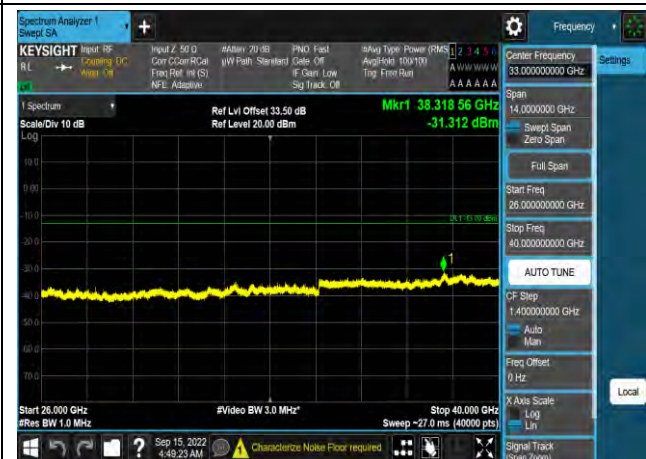 Spectrum Analyzer 1
Swept SA
+
Frequency
KEYSIGHT
RL
Input: RF
Coupling: DC
Align: Off
Input Z: 50 Ω
Corr CCorr RCal
Freq Ref: Int (S)
NFE: Adaptive
#Atten: 20 dB
µW Path: Standard
PNO: Fast
Gate: Off
IF Gain: Low
Sig Track: Off
#Avg Type: Power (RMS
Avg|Hold: 100/100
Trig: Free Run
1 2 3 4 5 6
A W W W W W
A A A A A A
1 Spectrum
Scale/Div 10 dB
Log
Ref Lvl Offset 33.50 dB
Ref Level 20.00 dBm
Mkr1 38.318 56 GHz
-31.312 dBm
10.0
0.00
-10.0
-20.0
-30.0
-40.0
-50.0
-60.0
-70.0
1
Start 26.000 GHz
#Res BW 1.0 MHz
#Video BW 3.0 MHz*
Stop 40.000 GHz
Sweep ~27.0 ms (40000 pts)
Center Frequency
33.000000000 GHz
Settings
Span
14.0000000 GHz
Swept Span
Zero Span
Full Span
Start Freq
26.000000000 GHz
Stop Freq
40.000000000 GHz
AUTO TUNE
CF Step
1.400000000 GHz
Auto
Man
Freq Offset
0 Hz
X Axis Scale
Log
Lin
Local
Signal Track
(Span Zoom)
?
Sep 15, 2022
4:49:23 AM
Characterize Noise Floor required